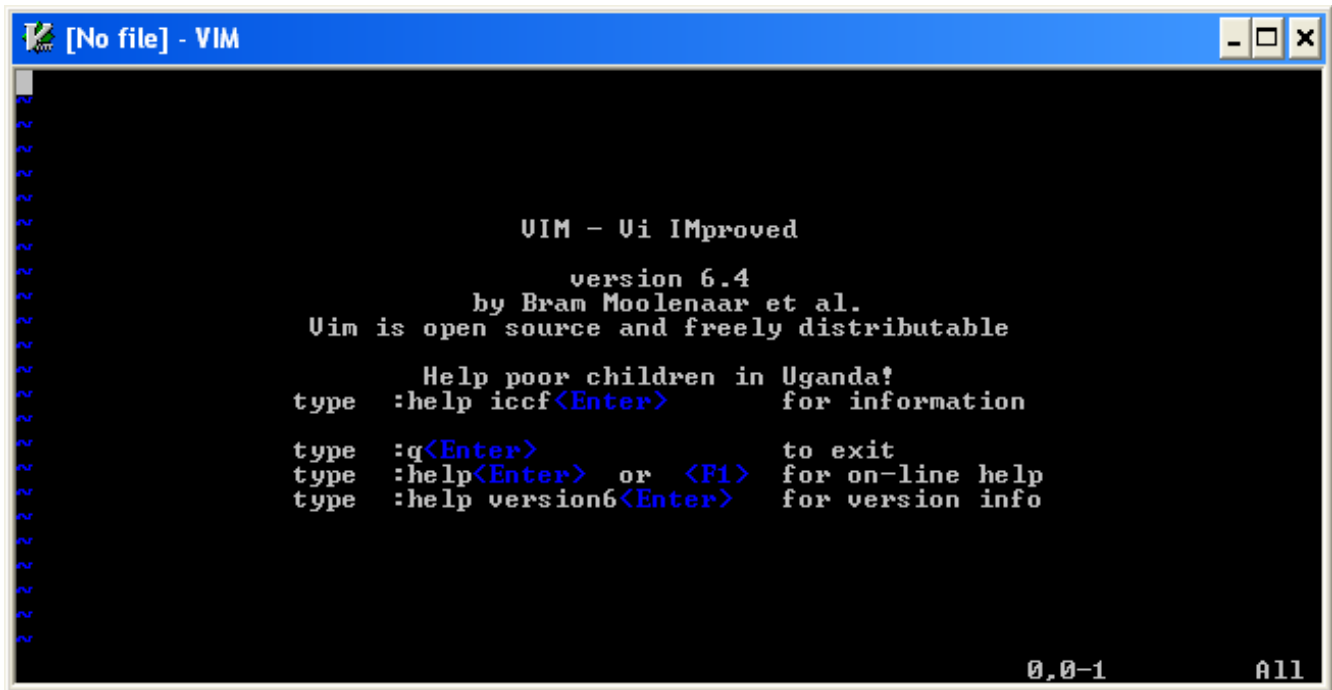 [No file] - VIM
~
~
~
~
~
~
VIM - Vi IMproved
~
~
version 6.4
~
by Bram Moolenaar et al.
~
Vim is open source and freely distributable
~
~
Help poor children in Uganda!
~
type :help iccf<Enter> for information
~
~
type :q<Enter> to exit
~
type :help<Enter> or <F1> for on-line help
~
type :help version6<Enter> for version info
~
~
~
~
~
~
0,0-1 All